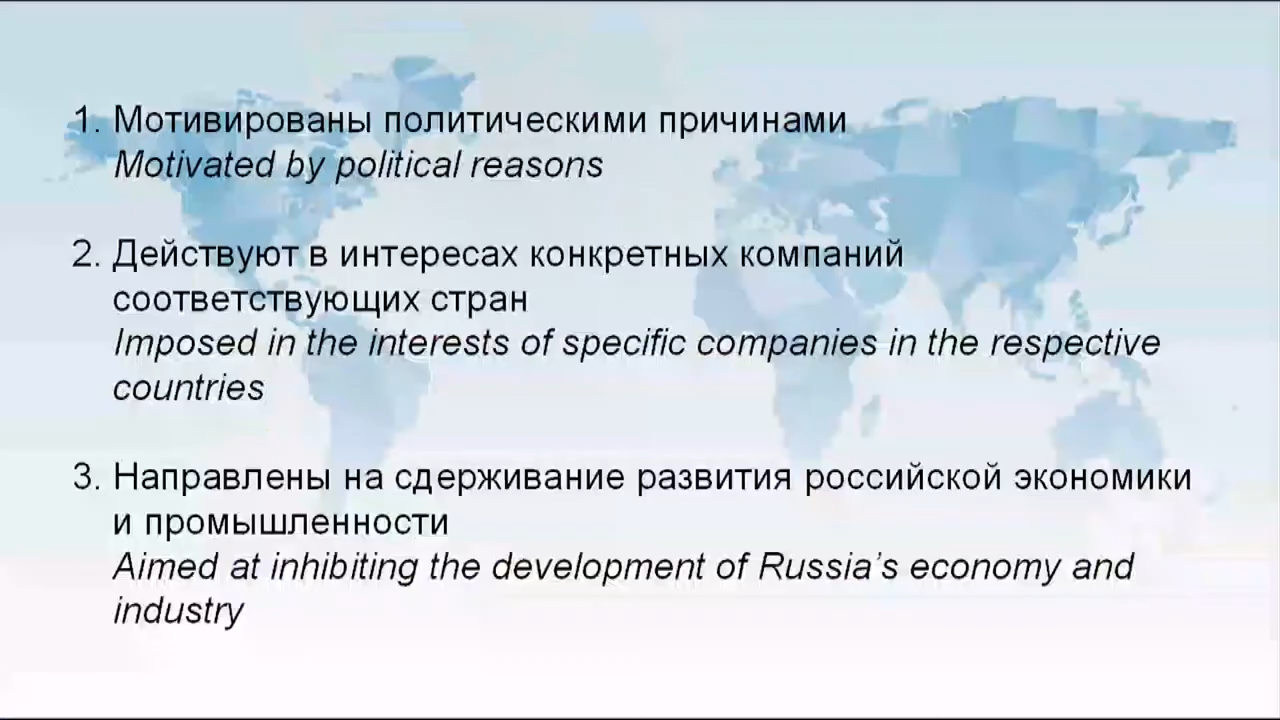 1. Мотивированы политическими причинами
Motivated by political reasons
2. Действуют в интересах конкретных компаний
соответствующих стран
Imposed in the interests of specific companies in the respective
countries
3. Направлены на сдерживание развития российской экономики
и промышленности
Aimed at inhibiting the development of Russia’s economy and
industry